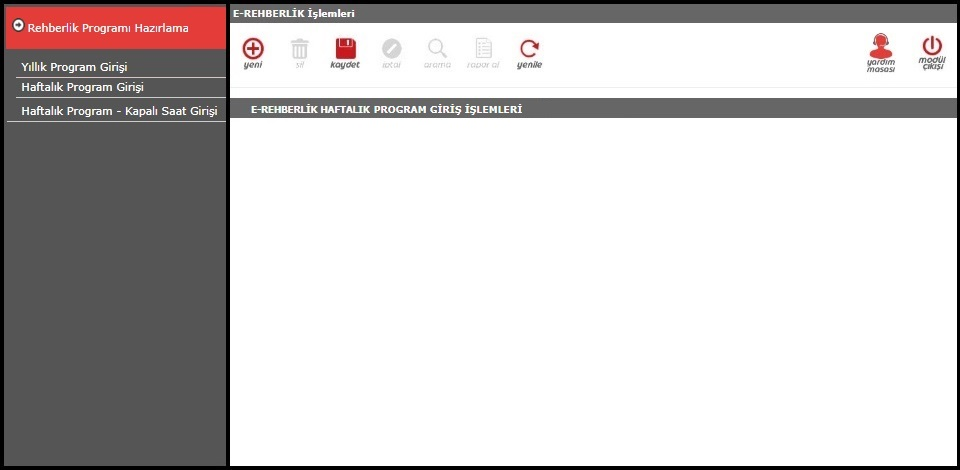 Rehberlik Programı Hazırlama
Yıllık Program Girişi
Haftalık Program Girişi
Haftalık Program - Kapalı Saat Girişi
E-REHBERLİK İşlemleri
yeni
sil
kaydet
iptal
arama
rapor al
yenile
yardım
masası
modül
çıkışı
E-REHBERLİK HAFTALIK PROGRAM GİRİŞ İŞLEMLERİ